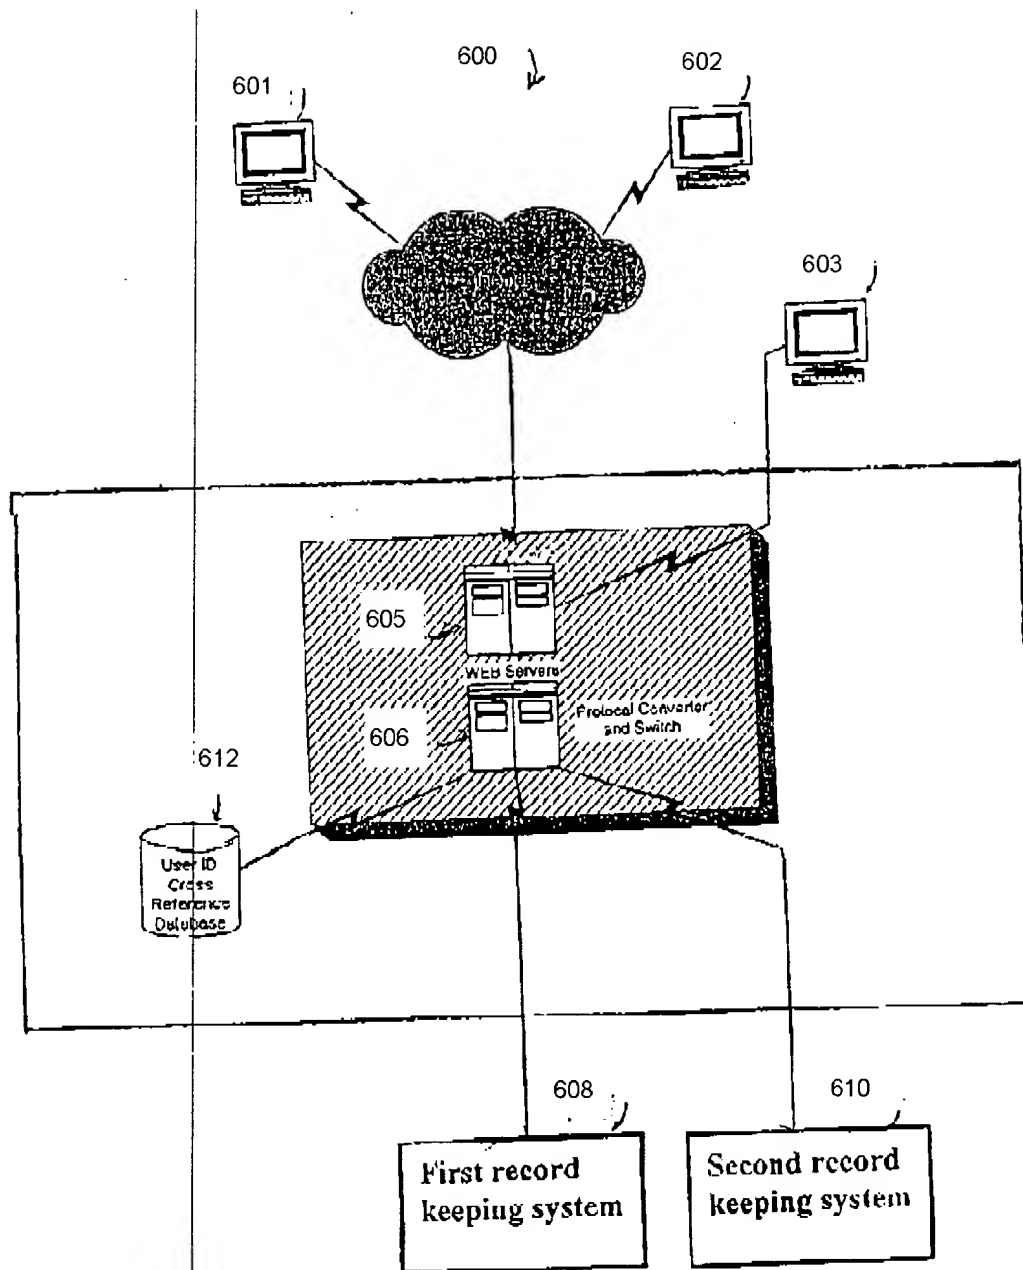 600
602
601
603
605
WEB Servers
Protocal Converter
and Switch
606
612
User ID
Cross
Reference
Database
608
610
First record
keeping system
Second record
keeping system